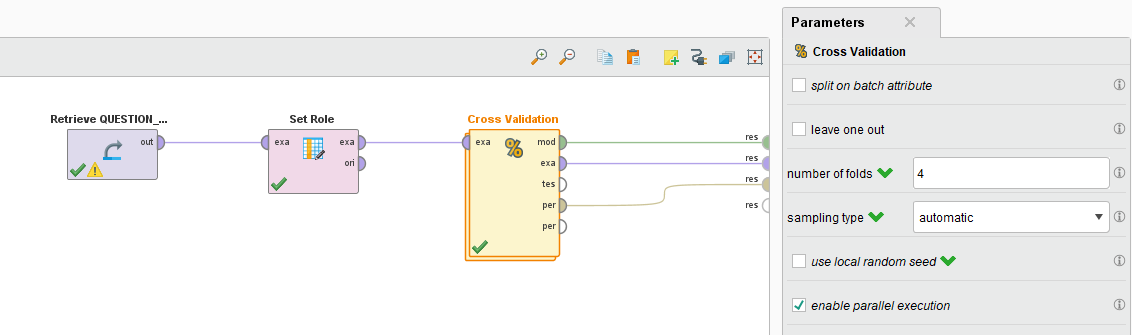 Parameters
Cross Validation
split on batch attribute
leave one out
number of folds 4
sampling type automatic
use local random seed
enable parallel execution
Retrieve QUESTION_...
out
Set Role
exa exa
ori
Cross Validation
exa mod
exa
tes
per
per
res
res
res
res